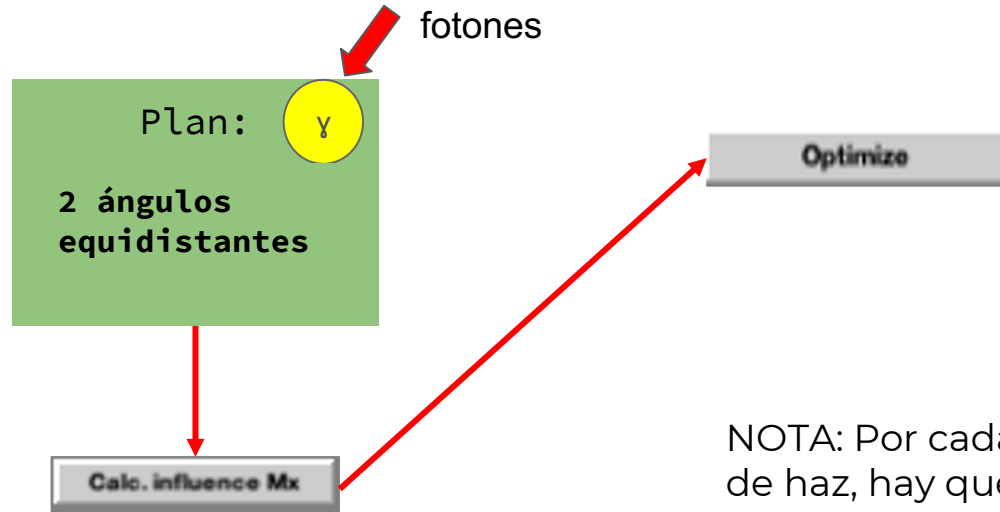 fotones
Plan:
γ
2 ángulos
equidistantes
Optimize
Calc. influence Mx
NOTA: Por cada
de haz, hay que